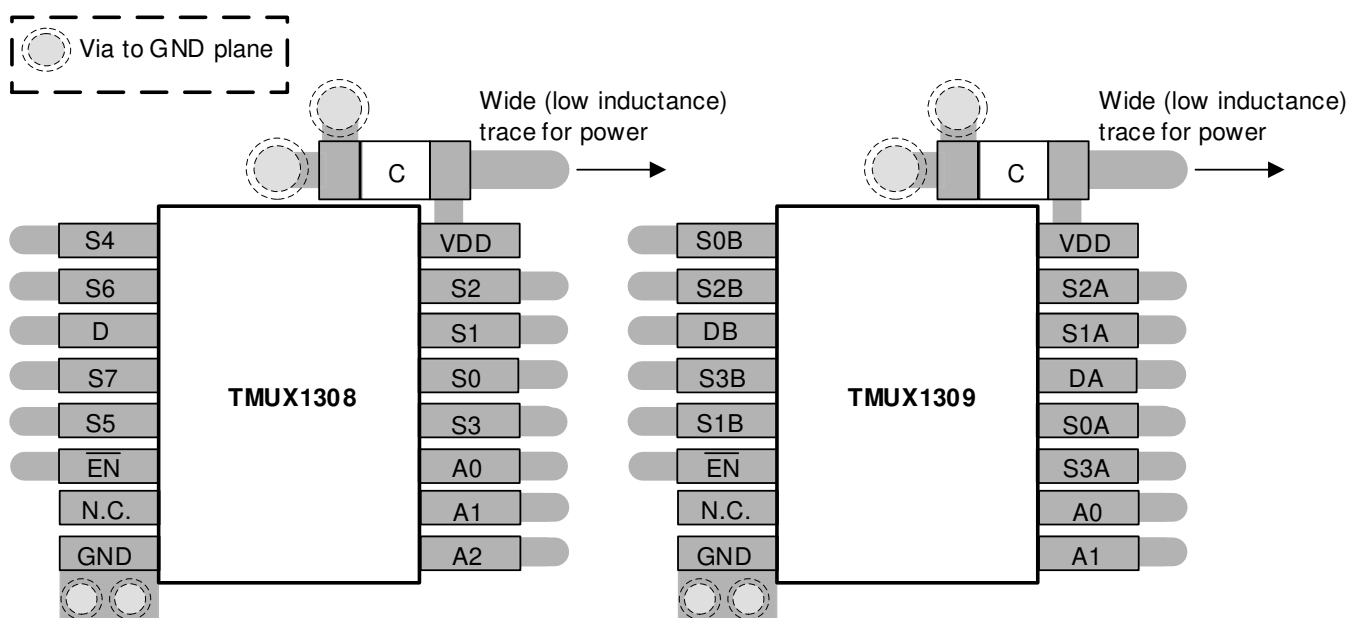 Via to GND plane
Wide (low inductance)
trace for power
C
S4
S6
D
S7
S5
EN
N.C.
GND
TMUX1308
VDD
S2
S1
S0
S3
A0
A1
A2
Wide (low inductance)
trace for power
C
S0B
S2B
DB
S3B
S1B
EN
N.C.
GND
TMUX1309
VDD
S2A
S1A
DA
S0A
S3A
A0
A1